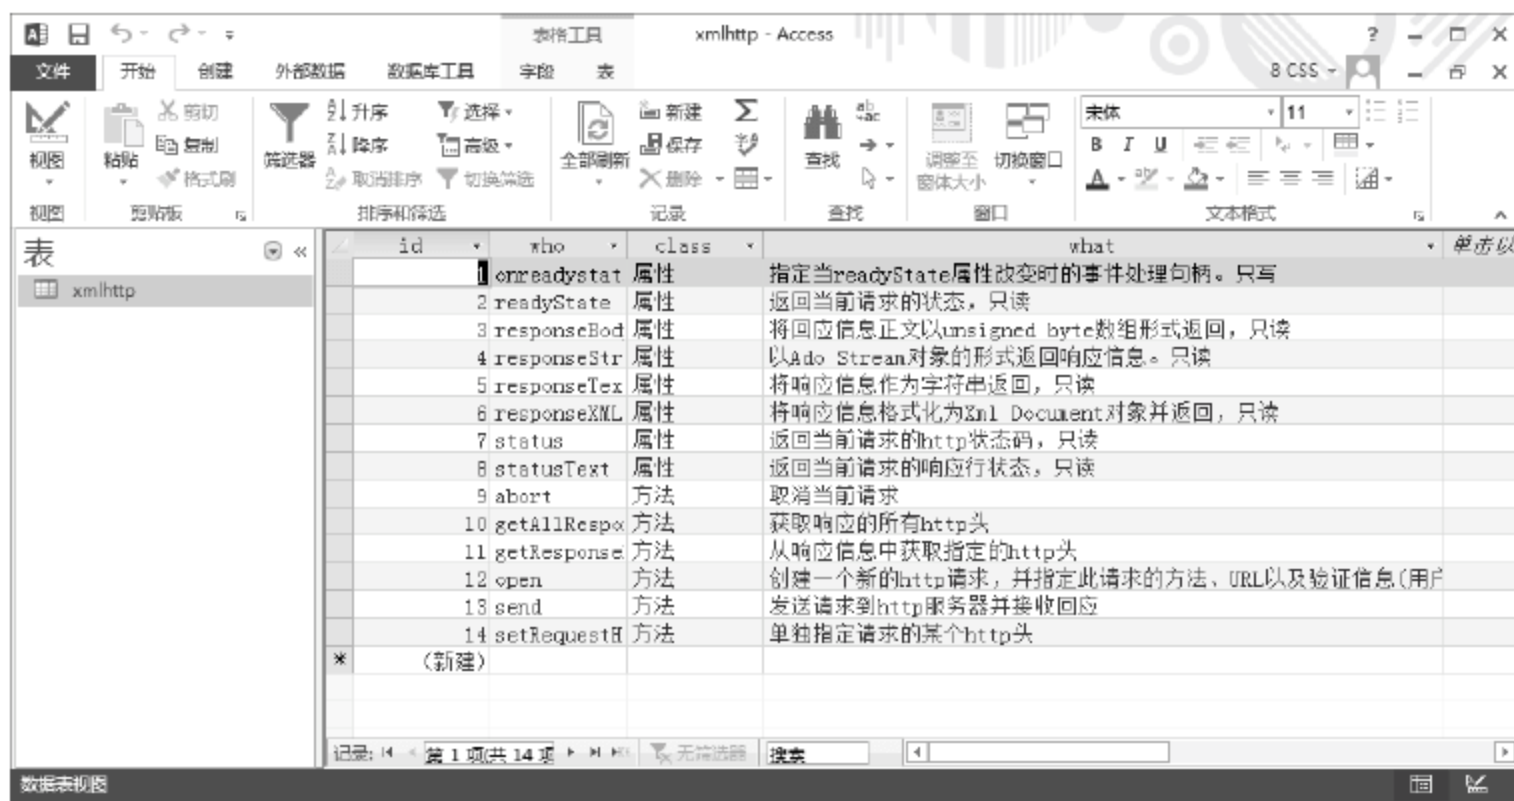 表格工具 xmlhttp - Access ?
文件 开始 创建 外部数据 数据库工具 字段 表 8 CSS
视图 粘贴 剪切 复制 格式刷 筛选器 升序 降序 取消排序 选择 高级 切换筛选 全部刷新 新建 保存 删除 查找 调整至窗体大小 切换窗口 宋体 11
B I U
视图 剪贴板 排序和筛选 记录 查找 窗口 文本格式
表 «
xmlhttp
id who class what 单击以
1 onreadystat 属性 指定当readyState属性改变时的事件处理句柄。只写
2 readyState 属性 返回当前请求的状态，只读
3 responseBod 属性 将回应信息正文以unsigned byte数组形式返回，只读
4 responseStr 属性 以Ado Stream对象的形式返回响应信息。只读
5 responseTex 属性 将响应信息作为字符串返回，只读
6 responseXML 属性 将响应信息格式化为Xml Document对象并返回，只读
7 status 属性 返回当前请求的http状态码，只读
8 statusText 属性 返回当前请求的响应行状态，只读
9 abort 方法 取消当前请求
10 getAllRespo 方法 获取响应的所有http头
11 getResponse 方法 从响应信息中获取指定的http头
12 open 方法 创建一个新的http请求，并指定此请求的方法、URL以及验证信息(用户
13 send 方法 发送请求到http服务器并接收回应
14 setRequestH 方法 单独指定请求的某个http头
* (新建)
记录: 第 1 项(共 14 项 无筛选器 搜索
数据表视图